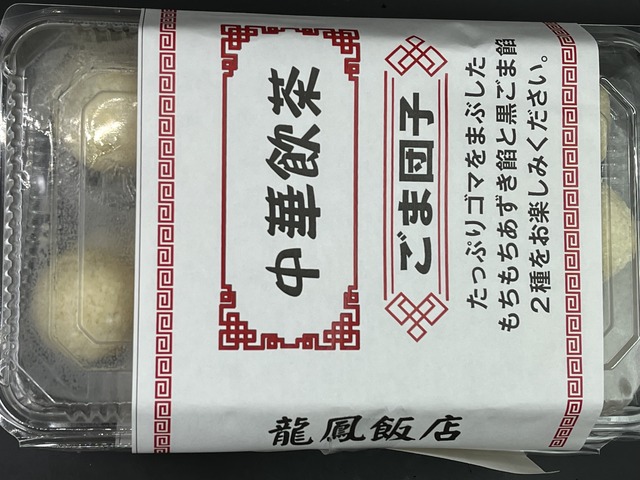 中華飲茶
ごま団子
たっぷりゴマをまぶした
もちもちあずき餡と黒ごま餡
2種をお楽しみください。
龍鳳飯店